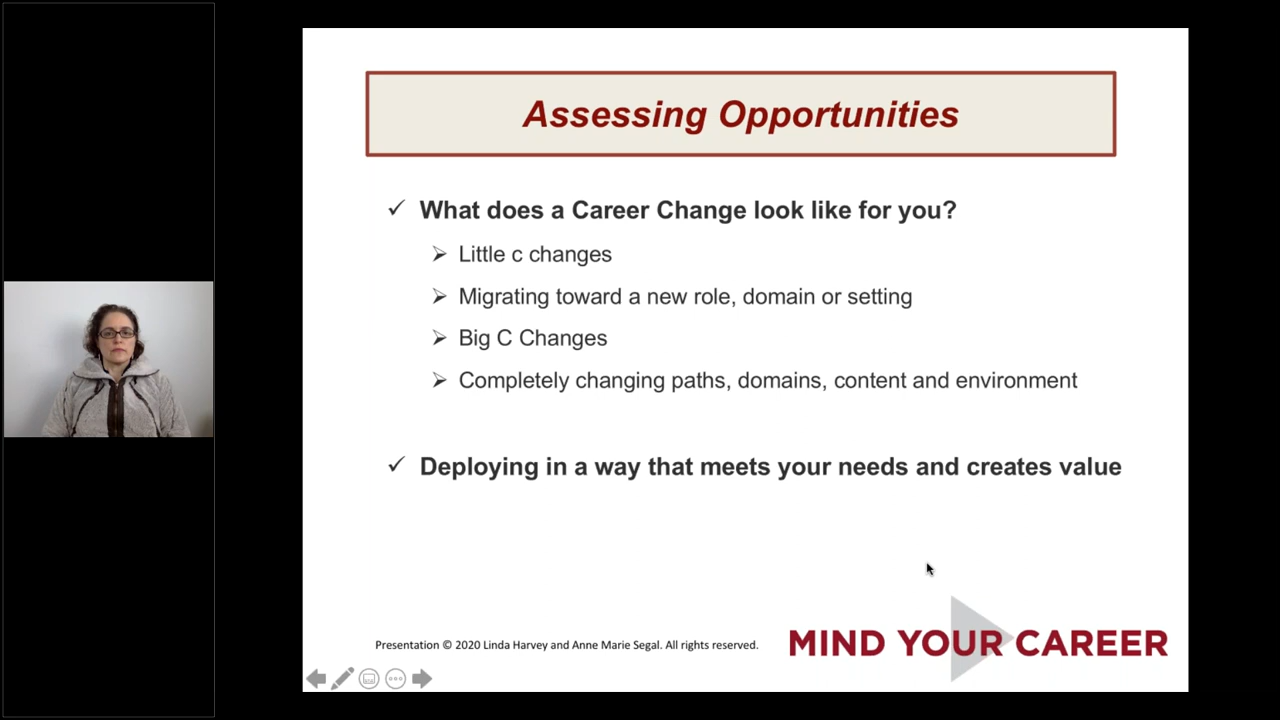 Assessing Opportunities
What does a Career Change look like for you?
Little c changes
Migrating toward a new role, domain or setting
Big C Changes
Completely changing paths, domains, content and environment
Deploying in a way that meets your needs and creates value
Presentation © 2020 Linda Harvey and Anne Marie Segal. All rights reserved.
MIND YOUR CAREER